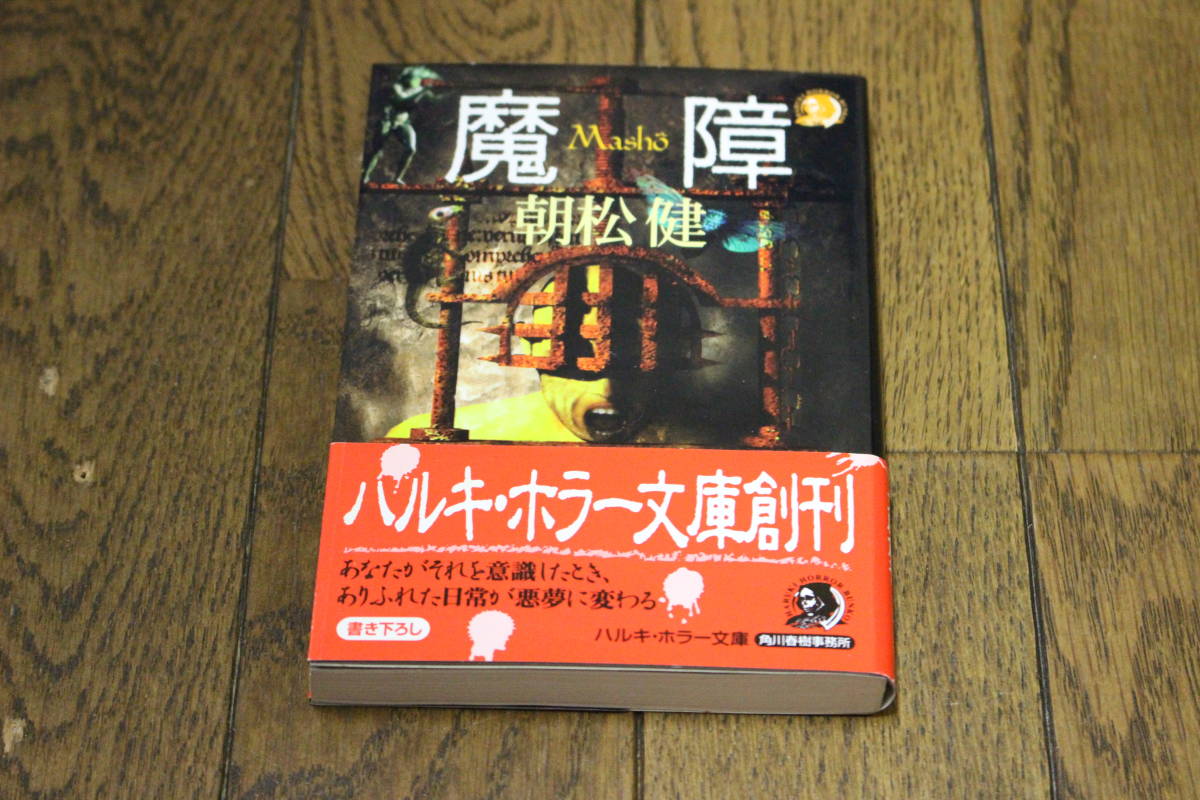 魔 Mashō 障
朝松 健
ハルキ・ホラー文庫創刊
あなたがそれを意識したとき、
ありふれた日常が悪夢に変わる
書き下ろし
HARUKI HORROR BUNKO
ハルキ・ホラー文庫 角川春樹事務所